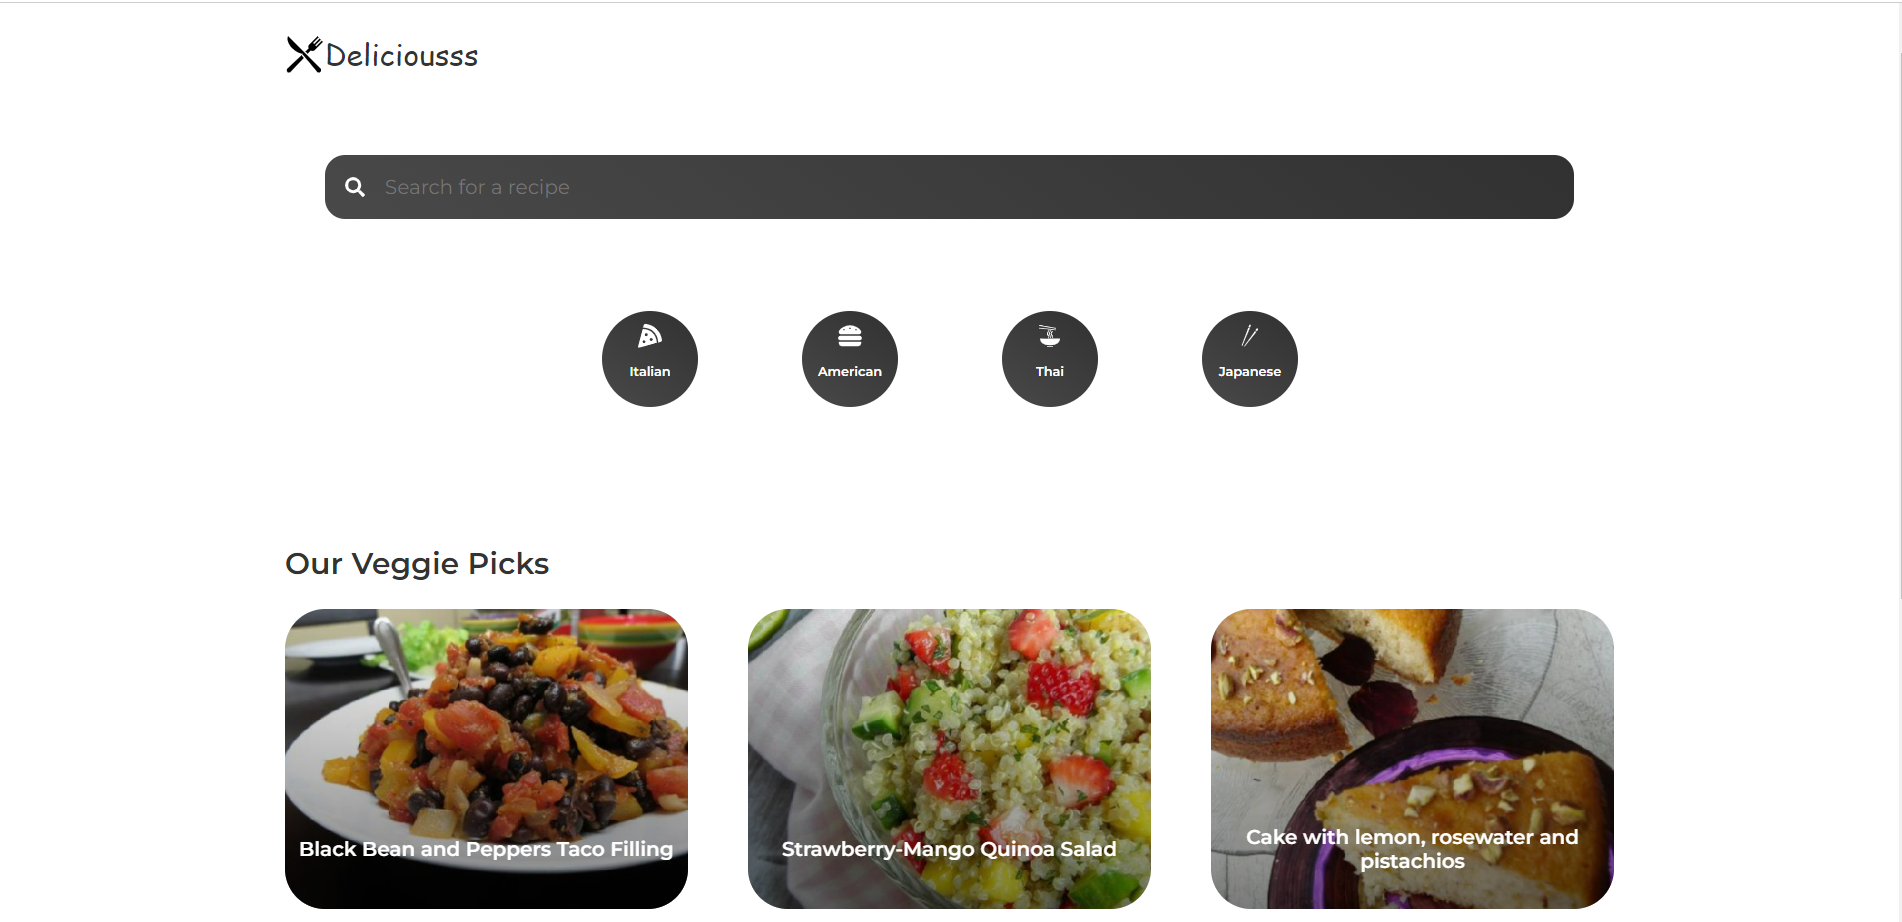 Deliciousss
Search for a recipe
Italian
American
Thai
Japanese
Our Veggie Picks
Black Bean and Peppers Taco Filling
Strawberry-Mango Quinoa Salad
Cake with lemon, rosewater and
pistachios